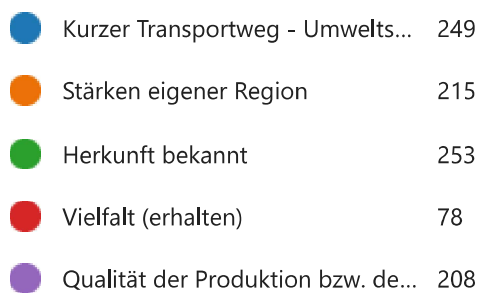 Kurzer Transportweg - Umwelts... 249
Stärken eigener Region 215
Herkunft bekannt 253
Vielfalt (erhalten) 78
Qualität der Produktion bzw. de... 208